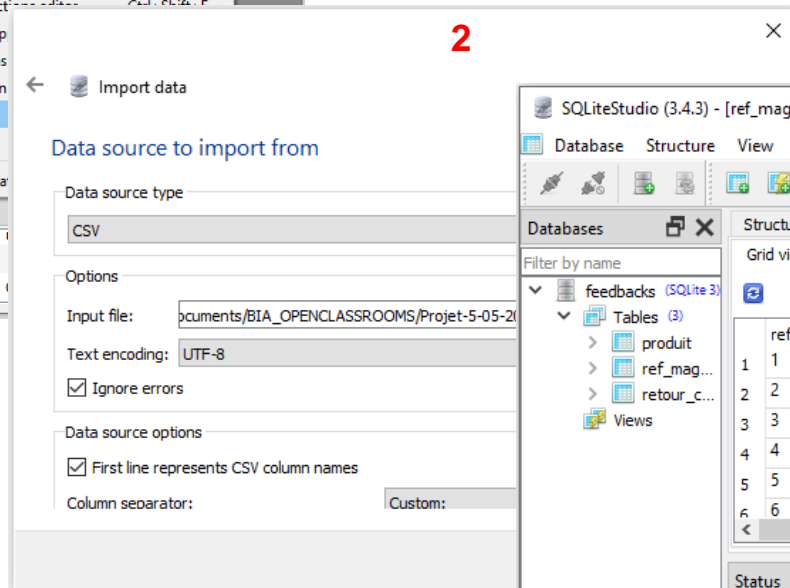 2
Import data
Data source to import from
Data source type
CSV
Options
Input file:
ocuments/BIA_OPENCLASSROOMS/Projet-5-05-20
Text encoding: UTF-8
Ignore errors
Data source options
First line represents CSV column names
Column separator: Custom:
SQLiteStudio (3.4.3) - [ref_mag
Database Structure View
Databases
Filter by name
feedbacks (SQLite 3)
Tables (3)
produit
ref_mag...
retour_c...
Views
Structu
Grid vi
ref
1 1
2 2
3 3
4 4
5 5
6 6
Status